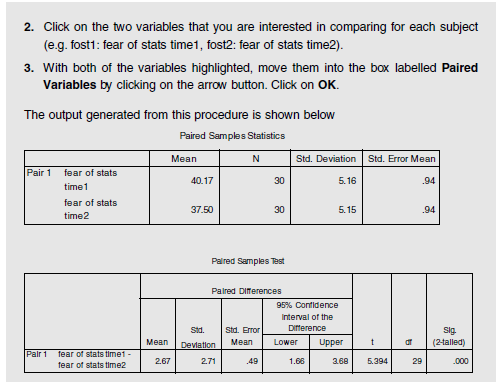 2. Click on the two variables that you are interested in comparing for each subject
(e.g. fost1: fear of stats time1, fost2: fear of stats time2).
3. With both of the variables highlighted, move them into the box labelled Paired
Variables by clicking on the arrow button. Click on OK.
The output generated from this procedure is shown below
Paired Samples Statistics
Mean N Std. Deviation Std. Error Mean
Pair 1 fear of stats
time1 40.17 30 5.16 .94
fear of stats
time2 37.50 30 5.15 .94
Paired Samples Test
Paired Differences
95% Confidence
Interval of the
Std. Std. Error Difference Sig.
Mean Deviation Mean Lower Upper t df (2-tailed)
Pair 1 fear of stats time1 -
fear of stats time2 2.67 2.71 .49 1.66 3.68 5.394 29 .000